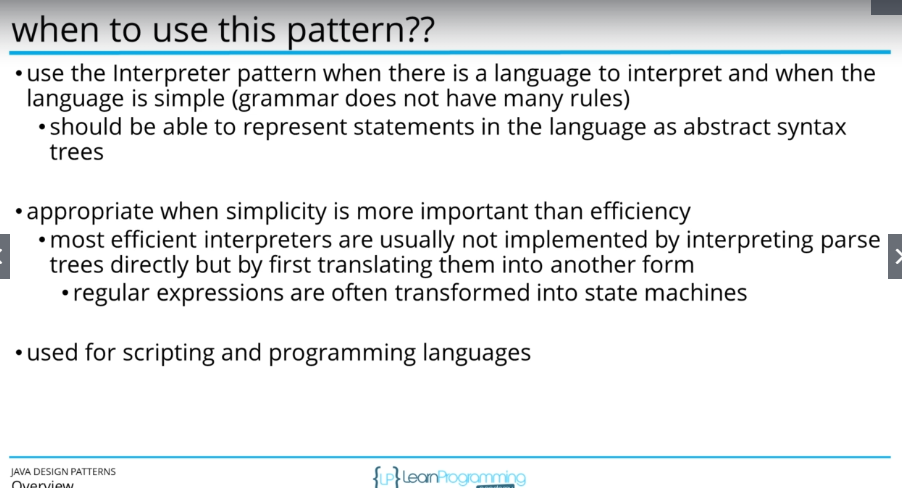 when to use this pattern??
•use the Interpreter pattern when there is a language to interpret and when the
language is simple (grammar does not have many rules)
•should be able to represent statements in the language as abstract syntax
trees
•appropriate when simplicity is more important than efficiency
•most efficient interpreters are usually not implemented by interpreting parse
trees directly but by first translating them into another form
•regular expressions are often transformed into state machines
•used for scripting and programming languages
JAVA DESIGN PATTERNS
Overview
{LP} LearnProgramming